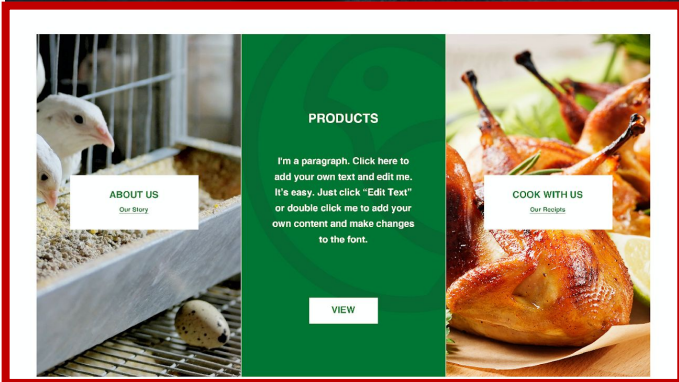 ABOUT US
Our Story
PRODUCTS
I'm a paragraph. Click here to
add your own text and edit me.
It's easy. Just click “Edit Text”
or double click me to add your
own content and make changes
to the font.
VIEW
COOK WITH US
Our Recipts